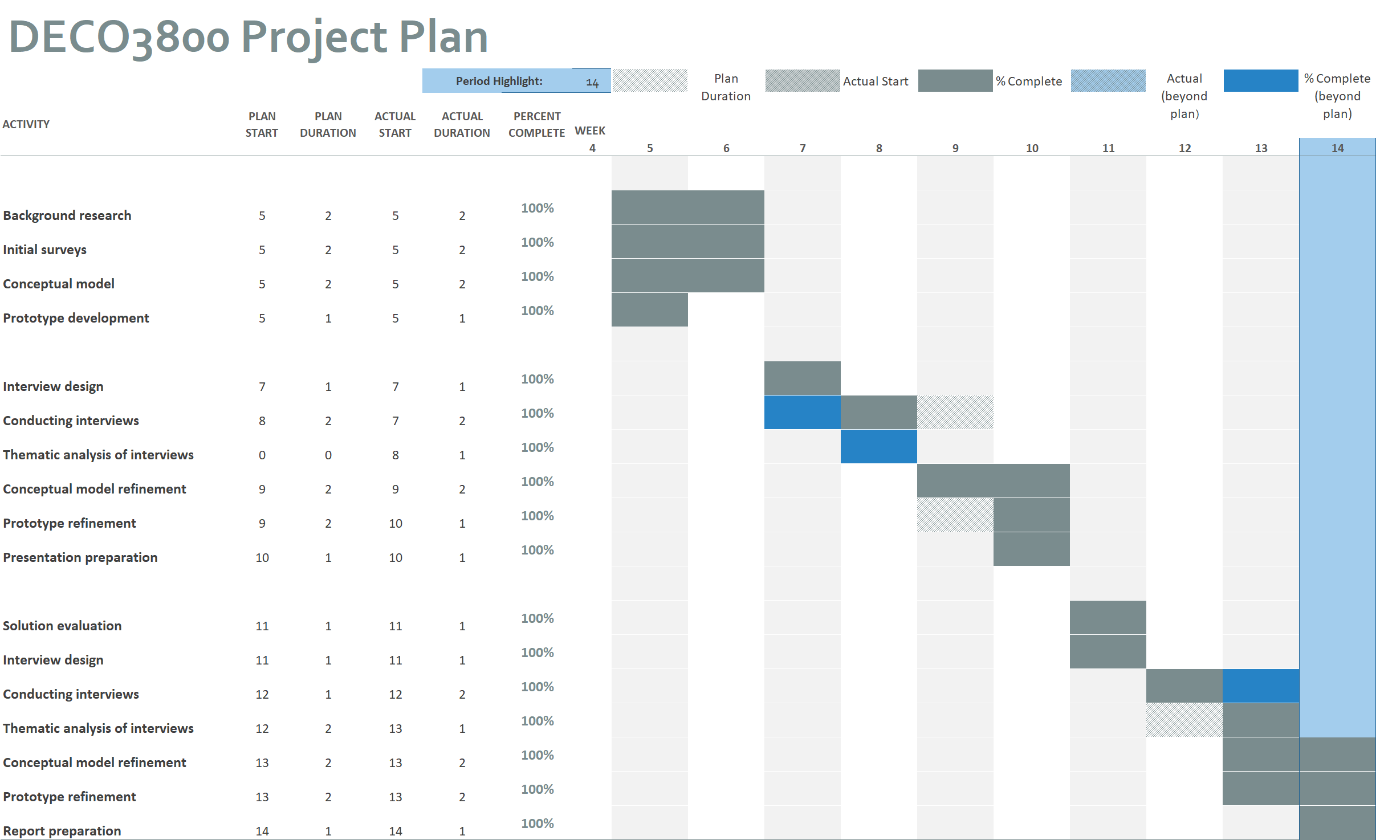 DECO3800 Project Plan
Period Highlight: 14
Plan Duration
Actual Start
% Complete
Actual (beyond plan)
% Complete (beyond plan)
ACTIVITY PLAN START PLAN DURATION ACTUAL START ACTUAL DURATION PERCENT COMPLETE WEEK
4 5 6 7 8 9 10 11 12 13 14
Background research 5 2 5 2 100%
Initial surveys 5 2 5 2 100%
Conceptual model 5 2 5 2 100%
Prototype development 5 1 5 1 100%
Interview design 7 1 7 1 100%
Conducting interviews 8 2 7 2 100%
Thematic analysis of interviews 0 0 8 1 100%
Conceptual model refinement 9 2 9 2 100%
Prototype refinement 9 2 10 1 100%
Presentation preparation 10 1 10 1 100%
Solution evaluation 11 1 11 1 100%
Interview design 11 1 11 1 100%
Conducting interviews 12 1 12 2 100%
Thematic analysis of interviews 12 2 13 1 100%
Conceptual model refinement 13 2 13 2 100%
Prototype refinement 13 2 13 2 100%
Report preparation 14 1 14 1 100%